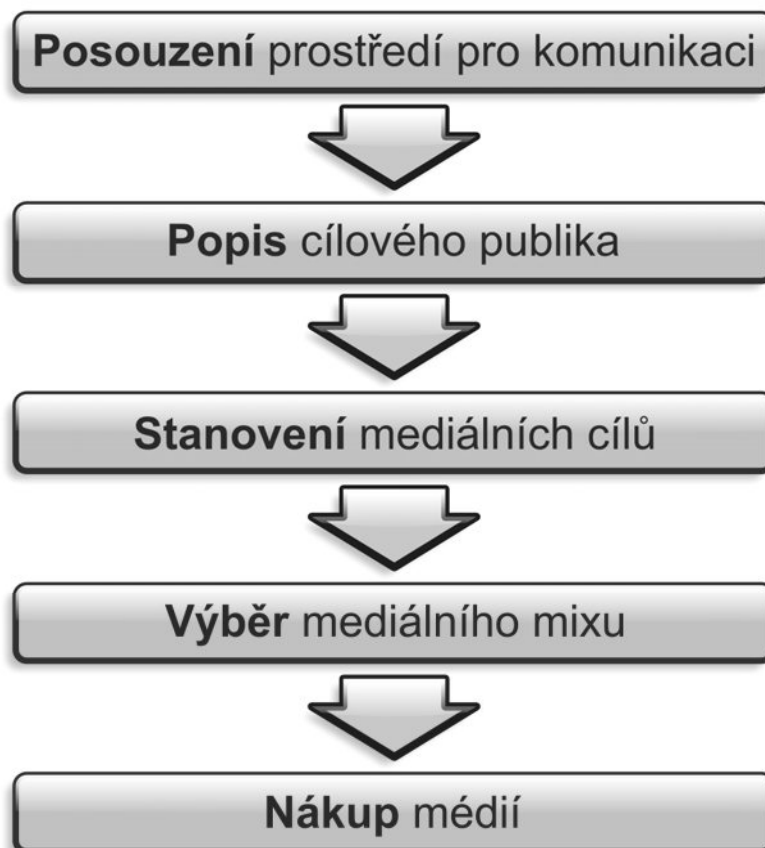 Posouzení prostředí pro komunikaci
Popis cílového publika
Stanovení mediálních cílů
Výběr mediálního mixu
Nákup médií